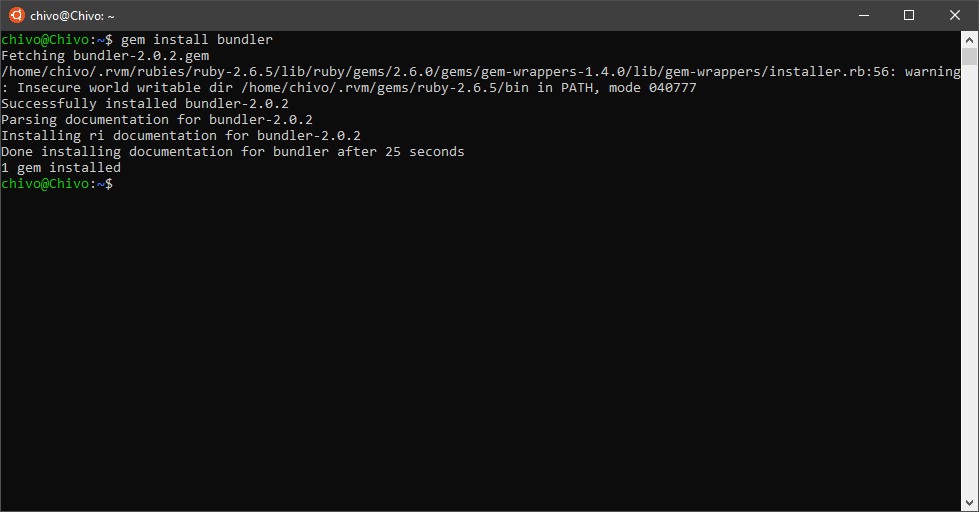 chivo@Chivo: ~
chivo@Chivo:~$ gem install bundler
Fetching bundler-2.0.2.gem
/home/chivo/.rvm/rubies/ruby-2.6.5/lib/ruby/gems/2.6.0/gems/gem-wrappers-1.4.0/lib/gem-wrappers/installer.rb:56: warning
: Insecure world writable dir /home/chivo/.rvm/gems/ruby-2.6.5/bin in PATH, mode 040777
Successfully installed bundler-2.0.2
Parsing documentation for bundler-2.0.2
Installing ri documentation for bundler-2.0.2
Done installing documentation for bundler after 25 seconds
1 gem installed
chivo@Chivo:~$